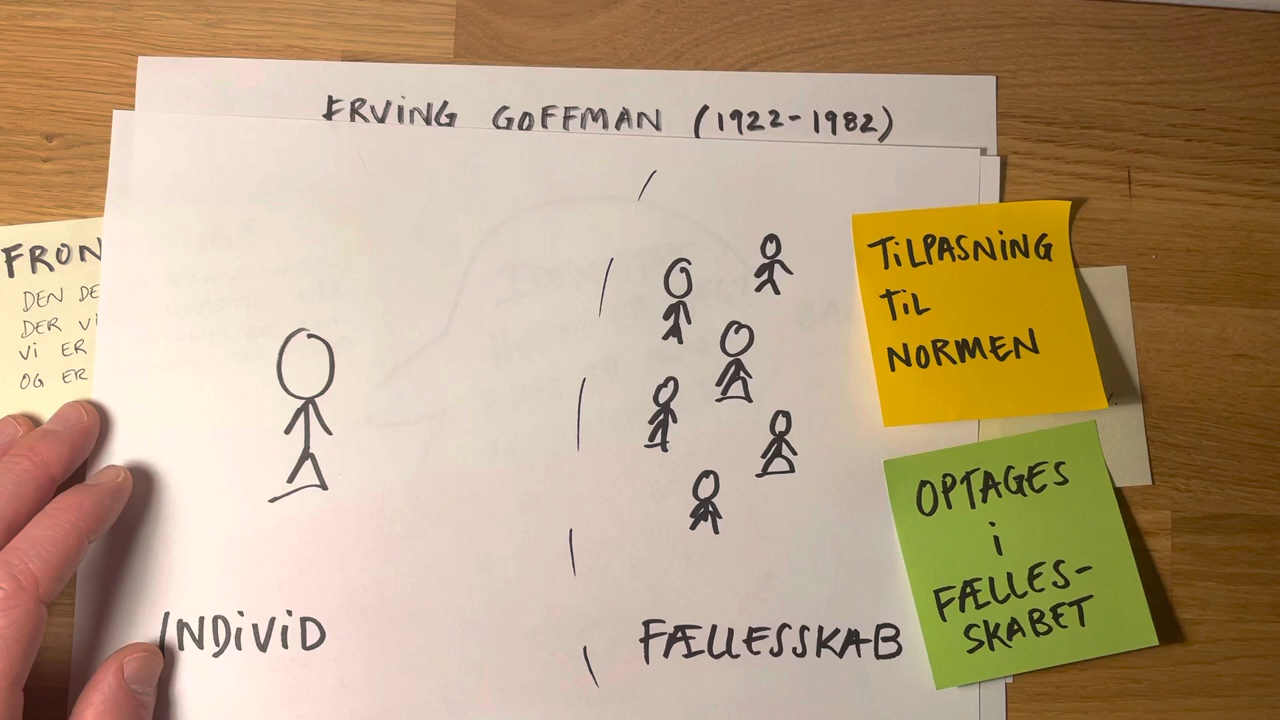 ERVING GOFFMAN (1922-1982)
FRON
DEN DE
DER Vi
Vi ER
OG ER
INDiViD
FÆLLESSKAB
TiLPASNING
TiL
NORMEN
OPTAGES
i
FÆLLES-
SKABET